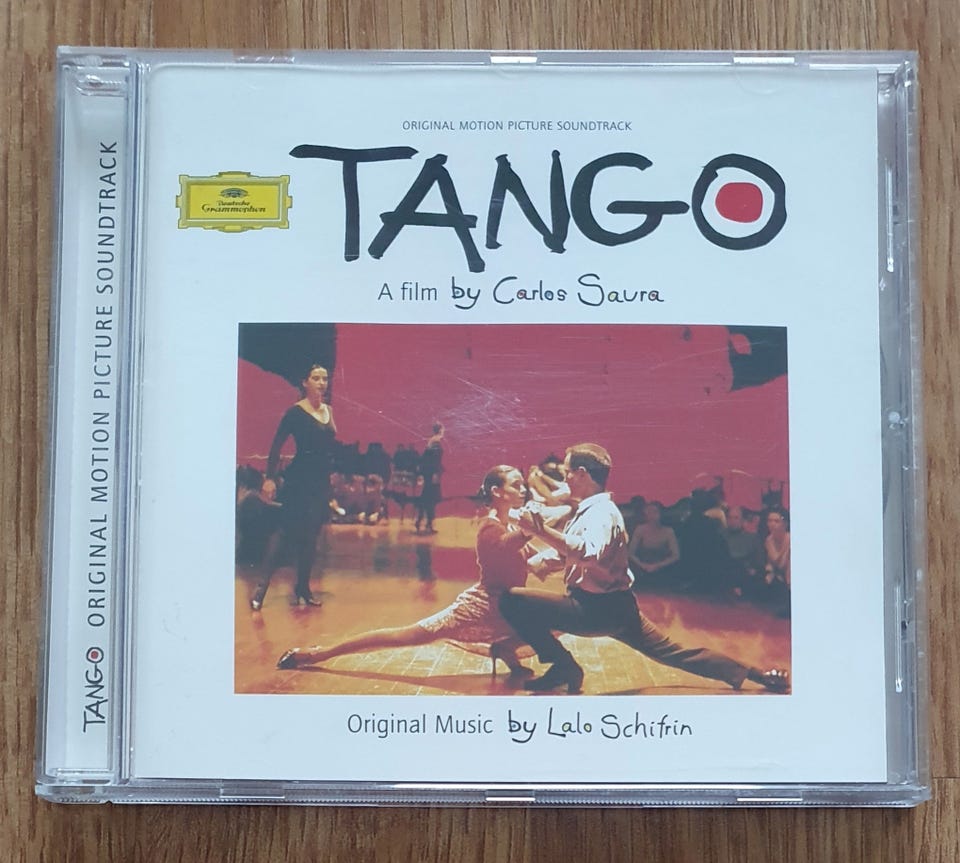 ORIGINAL MOTION PICTURE SOUNDTRACK
Deutsche
Grammophon
TANGO
A film by Carlos Saura
Original Music by Lalo Schifrin
TANGO ORIGINAL MOTION PICTURE SOUNDTRACK